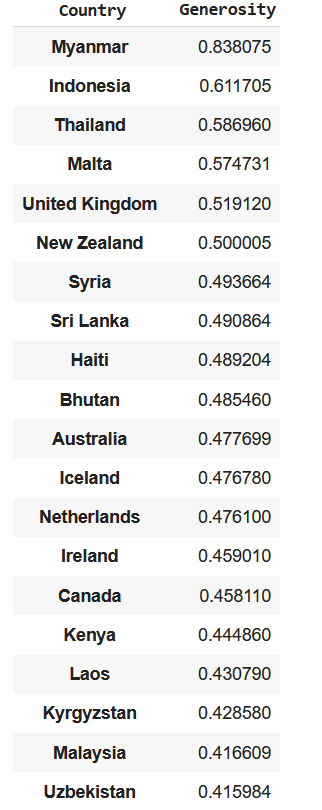 Country Generosity
Myanmar 0.838075
Indonesia 0.611705
Thailand 0.586960
Malta 0.574731
United Kingdom 0.519120
New Zealand 0.500005
Syria 0.493664
Sri Lanka 0.490864
Haiti 0.489204
Bhutan 0.485460
Australia 0.477699
Iceland 0.476780
Netherlands 0.476100
Ireland 0.459010
Canada 0.458110
Kenya 0.444860
Laos 0.430790
Kyrgyzstan 0.428580
Malaysia 0.416609
Uzbekistan 0.415984